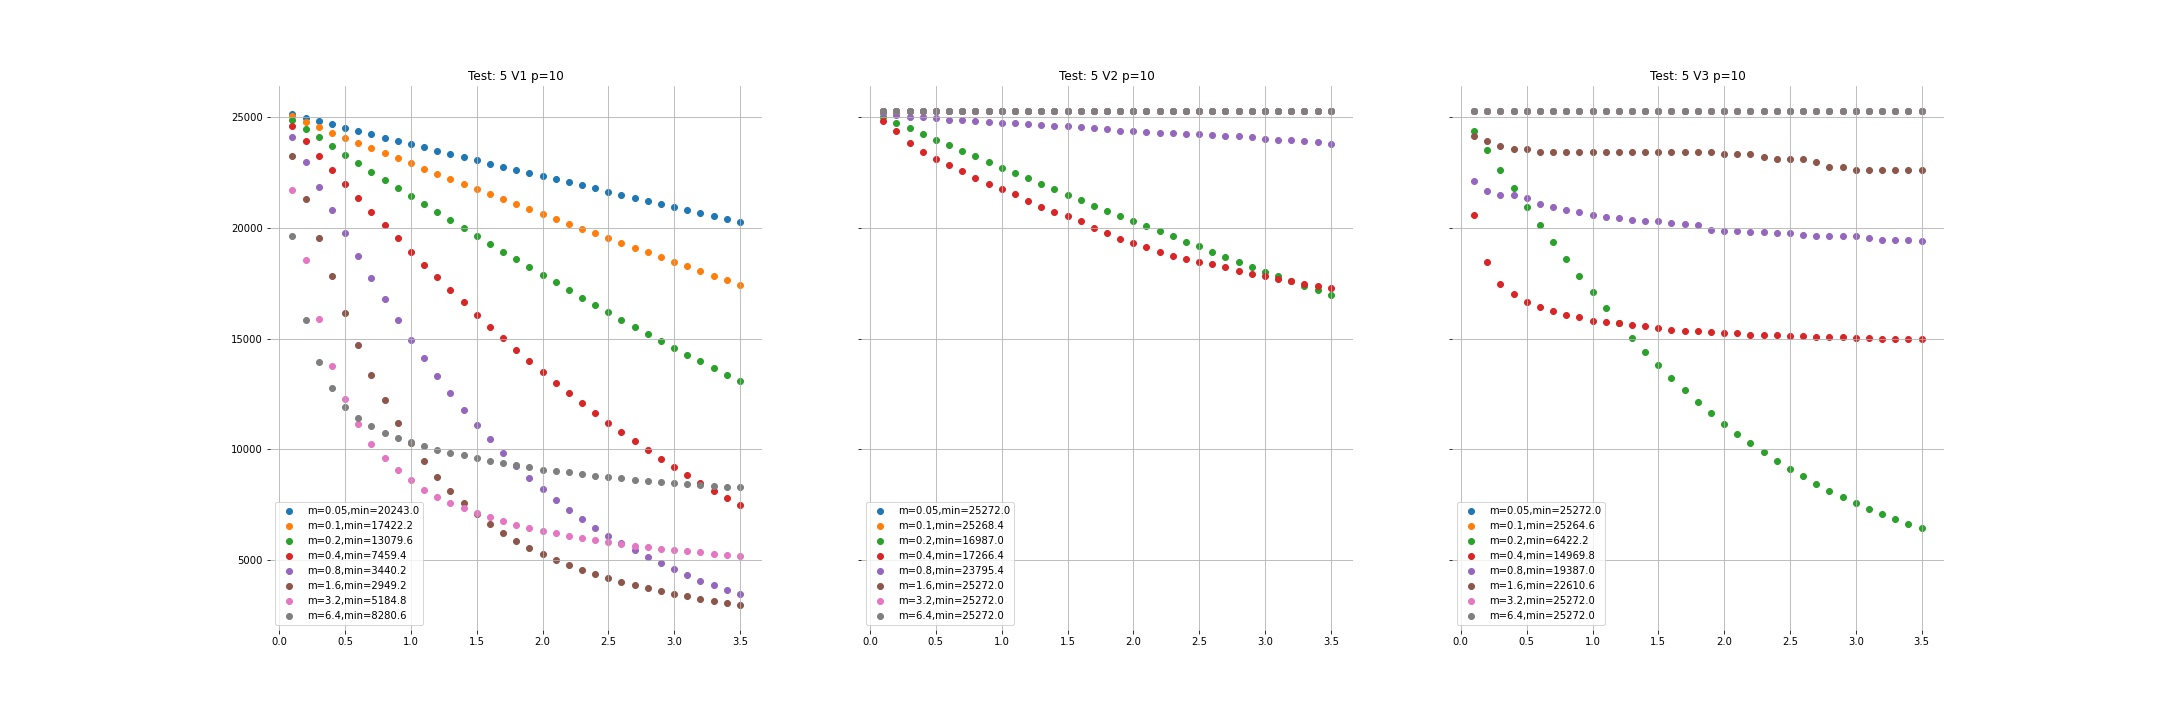 Test: 5 V1 p=10
25000
20000
15000
10000
5000
m=0.05,min=20243.0
m=0.1,min=17422.2
m=0.2,min=13079.6
m=0.4,min=7459.4
m=0.8,min=3440.2
m=1.6,min=2949.2
m=3.2,min=5184.8
m=6.4,min=8280.6
0.0 0.5 1.0 1.5 2.0 2.5 3.0 3.5
Test: 5 V2 p=10
m=0.05,min=25272.0
m=0.1,min=25268.4
m=0.2,min=16987.0
m=0.4,min=17266.4
m=0.8,min=23795.4
m=1.6,min=25272.0
m=3.2,min=25272.0
m=6.4,min=25272.0
0.0 0.5 1.0 1.5 2.0 2.5 3.0 3.5
Test: 5 V3 p=10
m=0.05,min=25272.0
m=0.1,min=25264.6
m=0.2,min=6422.2
m=0.4,min=14969.8
m=0.8,min=19387.0
m=1.6,min=22610.6
m=3.2,min=25272.0
m=6.4,min=25272.0
0.0 0.5 1.0 1.5 2.0 2.5 3.0 3.5